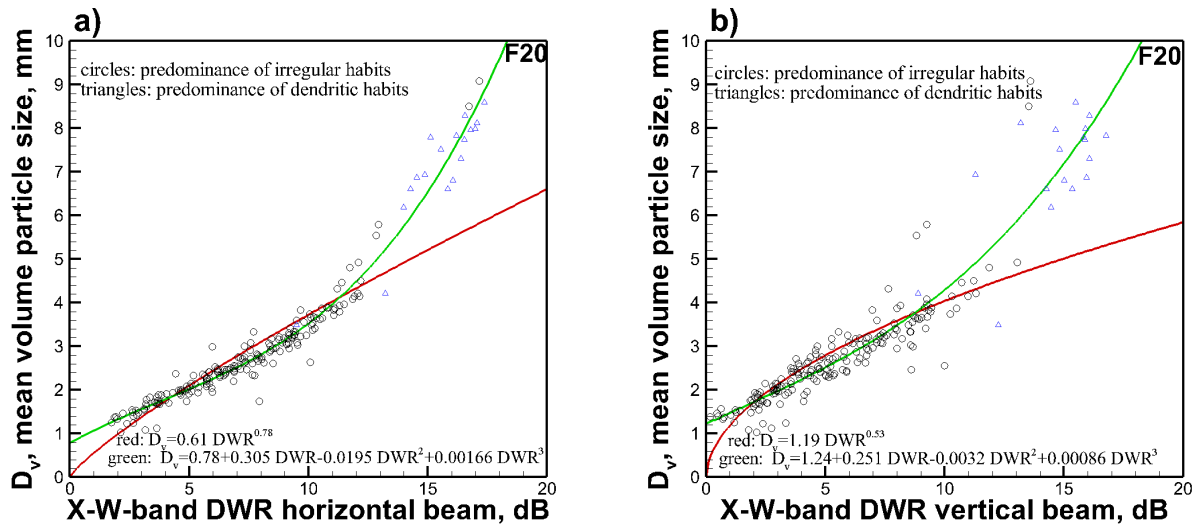 a)
F20
circles: predominance of irregular habits
triangles: predominance of dendritic habits
D_v, mean volume particle size, mm
10
9
8
7
6
5
4
3
2
1
0
red: D_v=0.61 DWR^0.78
green: D_v=0.78+0.305 DWR-0.0195 DWR^2+0.00166 DWR^3
0 5 10 15 20
X-W-band DWR horizontal beam, dB
b)
F20
circles: predominance of irregular habits
triangles: predominance of dendritic habits
D_v, mean volume particle size, mm
10
9
8
7
6
5
4
3
2
1
0
red: D_v=1.19 DWR^0.53
green: D_v=1.24+0.251 DWR-0.0032 DWR^2+0.00086 DWR^3
0 5 10 15 20
X-W-band DWR vertical beam, dB